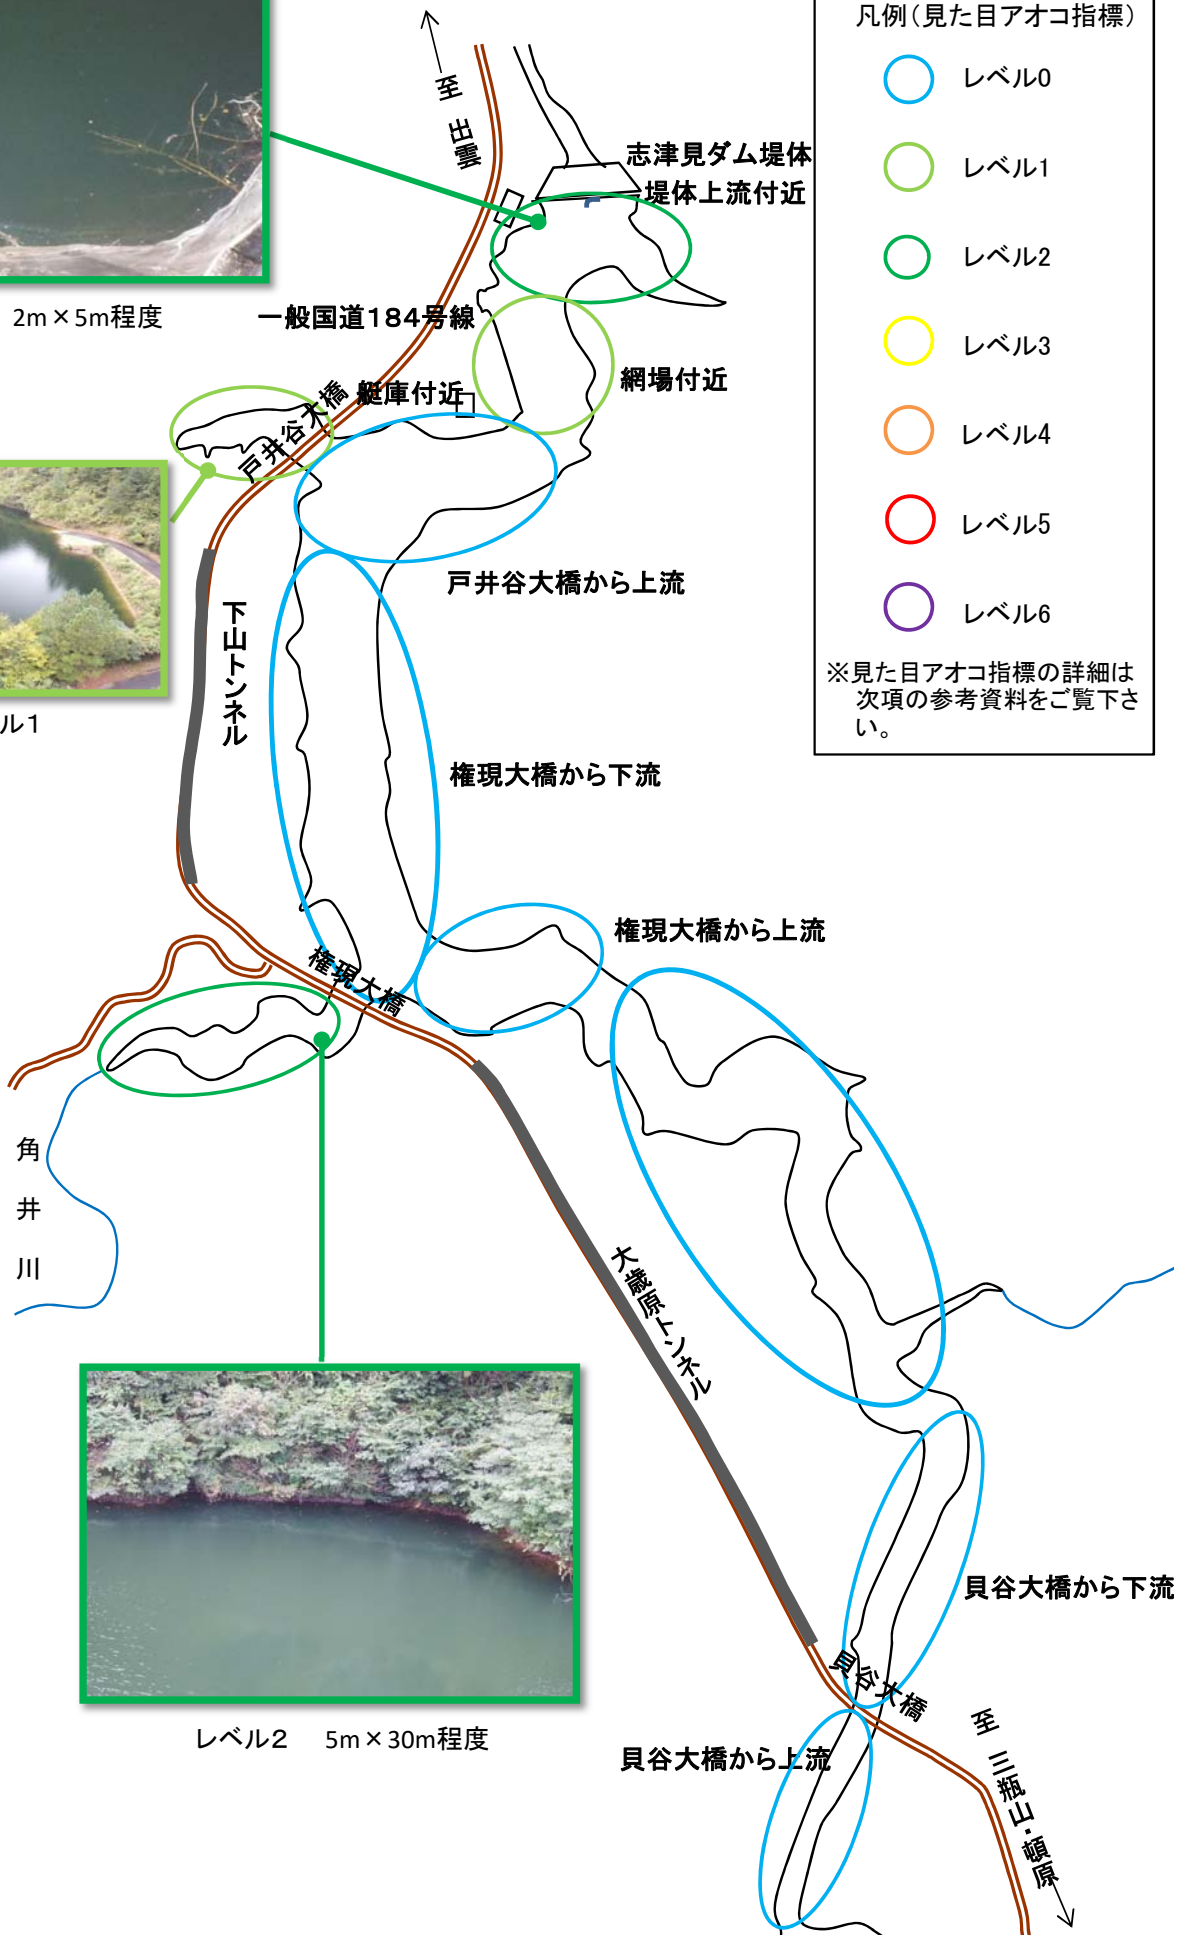 凡例(見た目アオコ指標)
レベル0
レベル1
レベル2
レベル3
レベル4
レベル5
レベル6
※見た目アオコ指標の詳細は
次項の参考資料をご覧下さ
い。
至 出雲
志津見ダム堤体
堤体上流付近
2m×5m程度
一般国道184号線
網場付近
艇庫付近
戸井谷大橋
戸井谷大橋から上流
下山トンネル
ル1
権現大橋から下流
権現大橋から上流
権現大橋
角井川
大歳原トンネル
レベル2 5m×30m程度
貝谷大橋から下流
貝谷大橋
貝谷大橋から上流
至 三瓶山・頓原